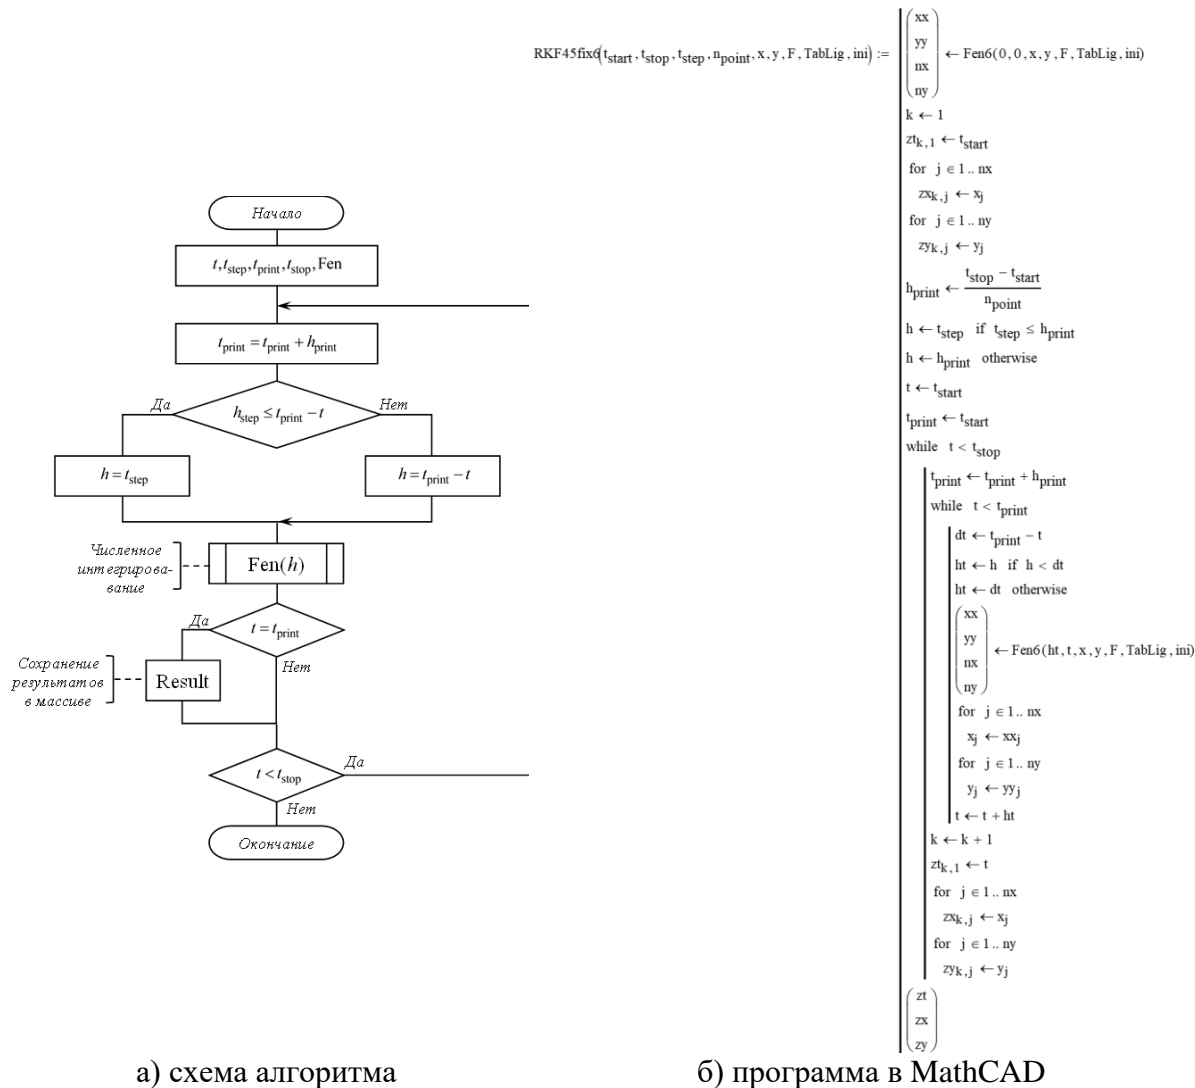 Начало
t, t_step, t_print, t_stop, Fen
t_print = t_print + h_print
Да
Нет
h_step ≤ t_print − t
h = t_step
h = t_print − t
Численное
интегрирова-
вание
Fen(h)
Да
t = t_print
Нет
Сохранение
результатов
в массиве
Result
t < t_stop
Да
Нет
Окончание
а) схема алгоритма
RKF45fix6(t_start, t_stop, t_step, n_point, x, y, F, TabLig, ini) :=
xx
yy
nx
ny
← Fen6(0, 0, x, y, F, TabLig, ini)
k ← 1
zt_k,1 ← t_start
for j ∈ 1 .. nx
zx_k,j ← x_j
for j ∈ 1 .. ny
zy_k,j ← y_j
h_print ← (t_stop − t_start) / n_point
h ← t_step if t_step ≤ h_print
h ← h_print otherwise
t ← t_start
t_print ← t_start
while t < t_stop
t_print ← t_print + h_print
while t < t_print
dt ← t_print − t
ht ← h if h < dt
ht ← dt otherwise
xx
yy
nx
ny
← Fen6(ht, t, x, y, F, TabLig, ini)
for j ∈ 1 .. nx
x_j ← xx_j
for j ∈ 1 .. ny
y_j ← yy_j
t ← t + ht
k ← k + 1
zt_k,1 ← t
for j ∈ 1 .. nx
zx_k,j ← x_j
for j ∈ 1 .. ny
zy_k,j ← y_j
zt
zx
zy
б) программа в MathCAD